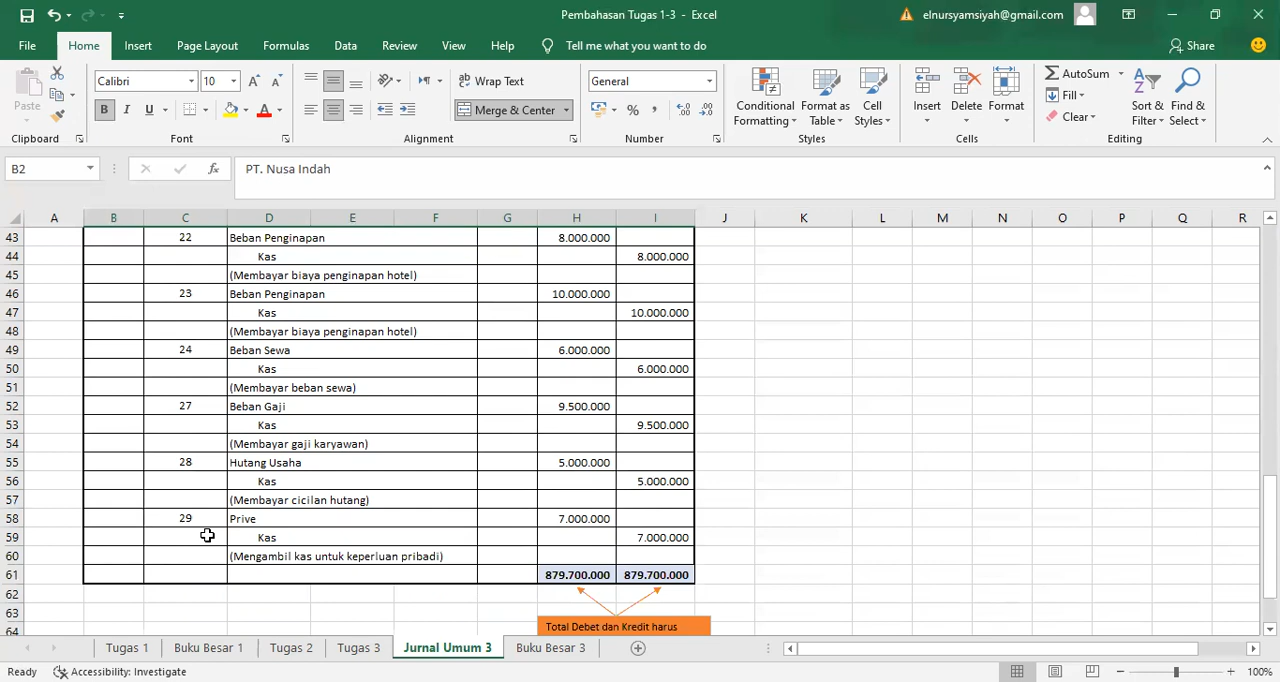 Pembahasan Tugas 1-3 - Excel
elnursyamsiyah@gmail.com
File Home Insert Page Layout Formulas Data Review View Help Tell me what you want to do Share
Paste
Calibri 10
B I U
Wrap Text
Merge & Center
General
Conditional Formatting
Format as Table
Cell Styles
Insert Delete Format
AutoSum
Fill
Clear
Sort & Filter
Find & Select
Clipboard Font Alignment Number Styles Cells Editing
B2 fx PT. Nusa Indah
A B C D E F G H I J K L M N O P Q R
43 22 Beban Penginapan 8.000.000
44 Kas 8.000.000
45 (Membayar biaya penginapan hotel)
46 23 Beban Penginapan 10.000.000
47 Kas 10.000.000
48 (Membayar biaya penginapan hotel)
49 24 Beban Sewa 6.000.000
50 Kas 6.000.000
51 (Membayar beban sewa)
52 27 Beban Gaji 9.500.000
53 Kas 9.500.000
54 (Membayar gaji karyawan)
55 28 Hutang Usaha 5.000.000
56 Kas 5.000.000
57 (Membayar cicilan hutang)
58 29 Prive 7.000.000
59 Kas 7.000.000
60 (Mengambil kas untuk keperluan pribadi)
61 879.700.000 879.700.000
62
63
64 Total Debet dan Kredit harus
Tugas 1 Buku Besar 1 Tugas 2 Tugas 3 Jurnal Umum 3 Buku Besar 3
Ready Accessibility: Investigate 100%